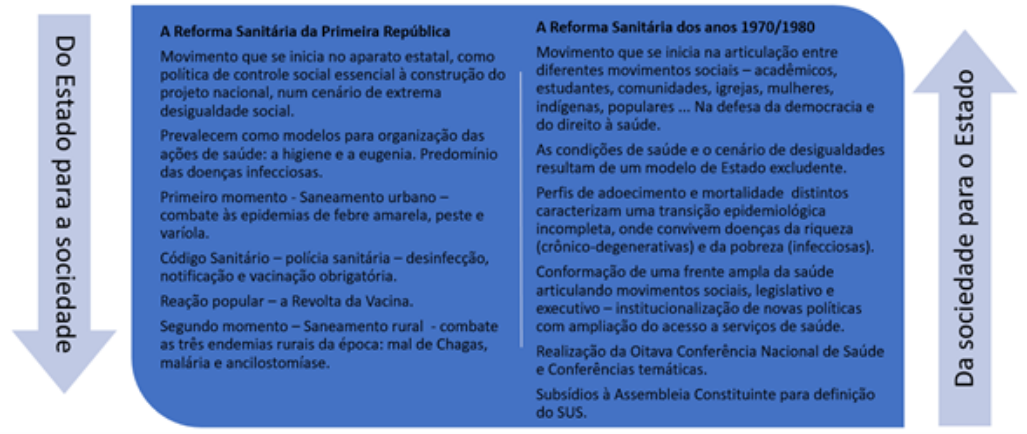 Do Estado para a sociedade
A Reforma Sanitária da Primeira República
Movimento que se inicia no aparato estatal, como
política de controle social essencial à construção do
projeto nacional, num cenário de extrema
desigualdade social.
Prevalecem como modelos para organização das
ações de saúde: a higiene e a eugenia. Predomínio
das doenças infecciosas.
Primeiro momento - Saneamento urbano –
combate às epidemias de febre amarela, peste e
varíola.
Código Sanitário – polícia sanitária – desinfecção,
notificação e vacinação obrigatória.
Reação popular – a Revolta da Vacina.
Segundo momento – Saneamento rural - combate
as três endemias rurais da época: mal de Chagas,
malária e ancilostomíase.
A Reforma Sanitária dos anos 1970/1980
Movimento que se inicia na articulação entre
diferentes movimentos sociais – acadêmicos,
estudantes, comunidades, igrejas, mulheres,
indígenas, populares ... Na defesa da democracia e
do direito à saúde.
As condições de saúde e o cenário de desigualdades
resultam de um modelo de Estado excludente.
Perfis de adoecimento e mortalidade distintos
caracterizam uma transição epidemiológica
incompleta, onde convivem doenças da riqueza
(crônico-degenerativas) e da pobreza (infecciosas).
Conformação de uma frente ampla da saúde
articulando movimentos sociais, legislativo e
executivo – institucionalização de novas políticas
com ampliação do acesso a serviços de saúde.
Realização da Oitava Conferência Nacional de Saúde
e Conferências temáticas.
Subsídios à Assembleia Constituinte para definição
do SUS.
Da sociedade para o Estado